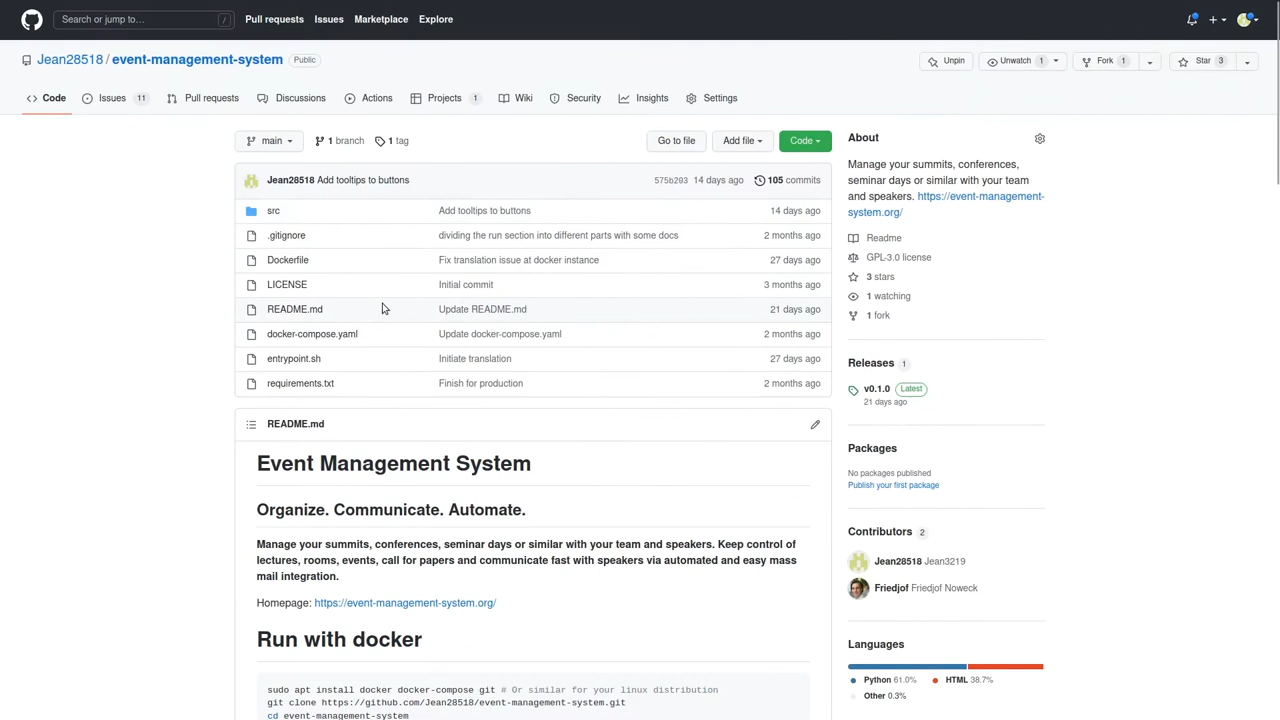 Search or jump to… /
Pull requests Issues Marketplace Explore
Jean28518 / event-management-system Public
Unpin Unwatch 1 Fork 1 Star 3
Code Issues 11 Pull requests Discussions Actions Projects 1 Wiki Security Insights Settings
main 1 branch 1 tag Go to file Add file Code
Jean28518 Add tooltips to buttons 575b203 14 days ago 105 commits
src Add tooltips to buttons 14 days ago
.gitignore dividing the run section into different parts with some docs 2 months ago
Dockerfile Fix translation issue at docker instance 27 days ago
LICENSE Initial commit 3 months ago
README.md Update README.md 21 days ago
docker-compose.yaml Update docker-compose.yaml 2 months ago
entrypoint.sh Initiate translation 27 days ago
requirements.txt Finish for production 2 months ago
README.md
Event Management System
Organize. Communicate. Automate.
Manage your summits, conferences, seminar days or similar with your team and speakers. Keep control of
lectures, rooms, events, call for papers and communicate fast with speakers via automated and easy mass
mail integration.
Homepage: https://event-management-system.org/
Run with docker
sudo apt install docker docker-compose git # Or similar for your linux distribution
git clone https://github.com/Jean28518/event-management-system.git
cd event-management-system
About
Manage your summits, conferences,
seminar days or similar with your team
and speakers. https://event-management-
system.org/
Readme
GPL-3.0 license
3 stars
1 watching
1 fork
Releases 1
v0.1.0 Latest
21 days ago
Packages
No packages published
Publish your first package
Contributors 2
Jean28518 Jean3219
Friedjof Friedjof Noweck
Languages
Python 61.0% HTML 38.7%
Other 0.3%